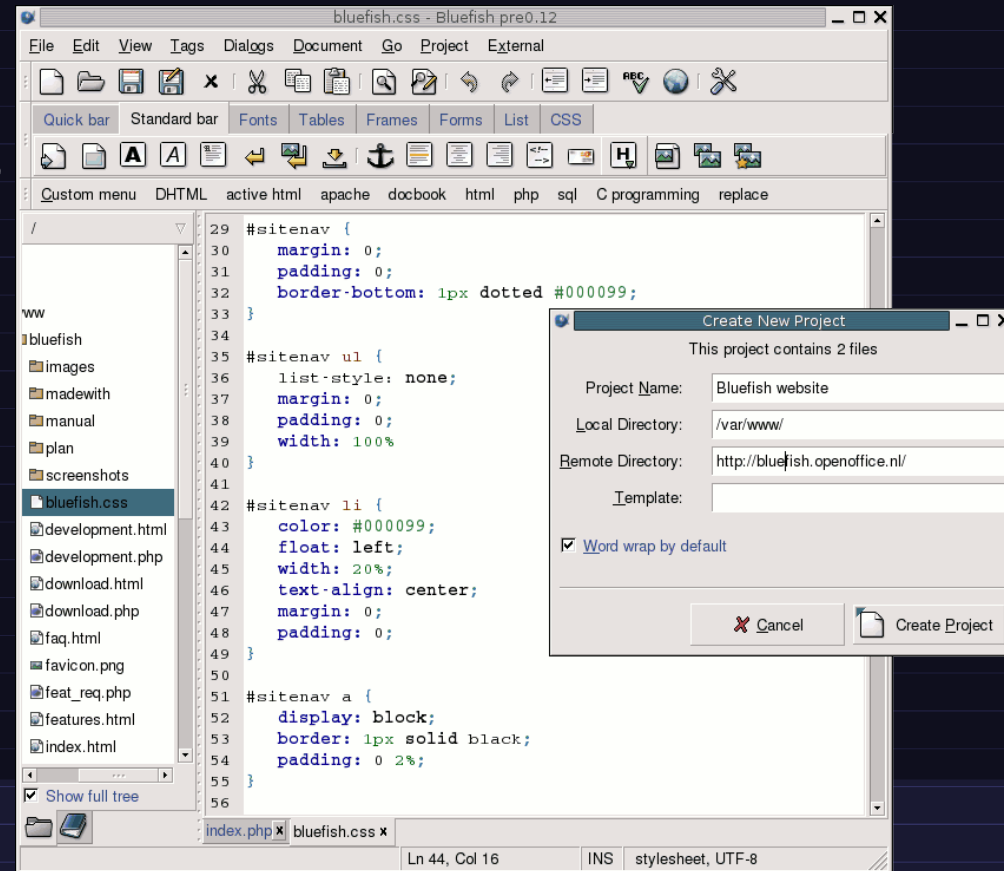 bluefish.css - Bluefish pre0.12
File Edit View Tags Dialogs Document Go Project External
ABC
Quick bar Standard bar Fonts Tables Frames Forms List CSS
A A <!-- --> H
Custom menu DHTML active html apache docbook html php sql C programming replace
/
ww
bluefish
images
madewith
manual
plan
screenshots
bluefish.css
development.html
development.php
download.html
download.php
faq.html
favicon.png
feat_req.php
features.html
index.html
Show full tree
29 #sitenav {
30 margin: 0;
31 padding: 0;
32 border-bottom: 1px dotted #000099;
33 }
34
35 #sitenav ul {
36 list-style: none;
37 margin: 0;
38 padding: 0;
39 width: 100%
40 }
41
42 #sitenav li {
43 color: #000099;
44 float: left;
45 width: 20%;
46 text-align: center;
47 margin: 0;
48 padding: 0;
49 }
50
51 #sitenav a {
52 display: block;
53 border: 1px solid black;
54 padding: 0 2%;
55 }
56
index.php bluefish.css
Ln 44, Col 16 INS stylesheet, UTF-8
Create New Project
This project contains 2 files
Project Name: Bluefish website
Local Directory: /var/www/
Remote Directory: http://bluefish.openoffice.nl/
Template:
Word wrap by default
Cancel Create Project